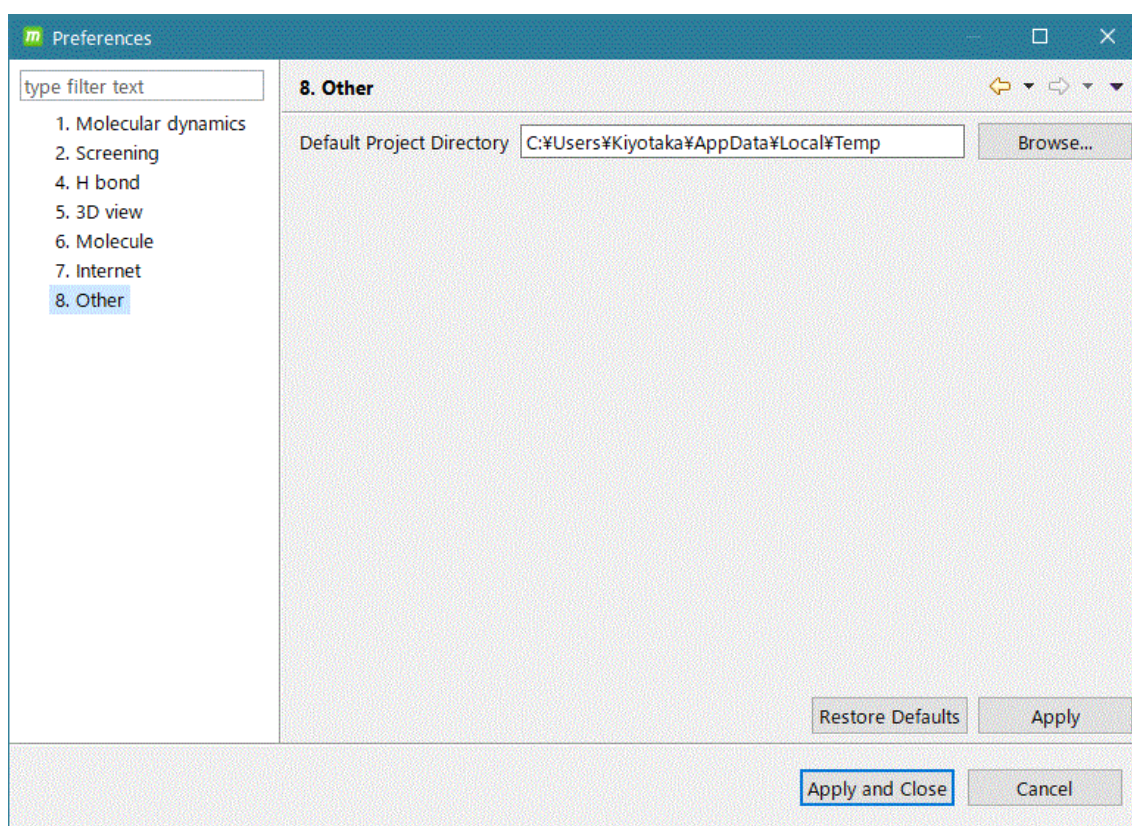 m Preferences
type filter text
1. Molecular dynamics
2. Screening
4. H bond
5. 3D view
6. Molecule
7. Internet
8. Other
8. Other
Default Project Directory C:¥Users¥Kiyotaka¥AppData¥Local¥Temp Browse...
Restore Defaults Apply
Apply and Close Cancel